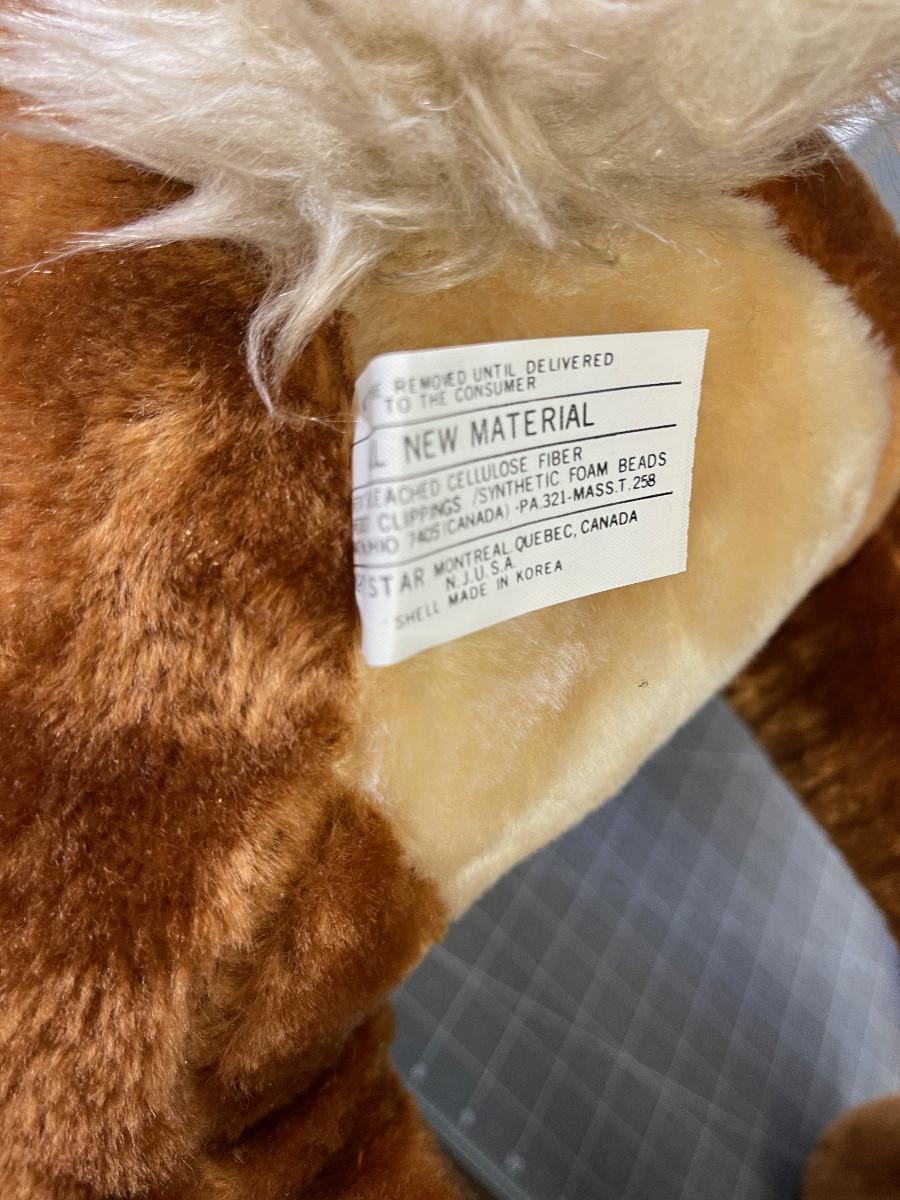 REMOVED UNTIL DELIVERED
TO THE CONSUMER
NEW MATERIAL
CELLULOSE FIBER
CLIPPINGS /SYNTHETIC FOAM BEADS
7405 (CANADA) •PA.321-MASS.T.258
MONTREAL QUEBEC, CANADA
N.J.U.S.A.
SHELL MADE IN KOREA